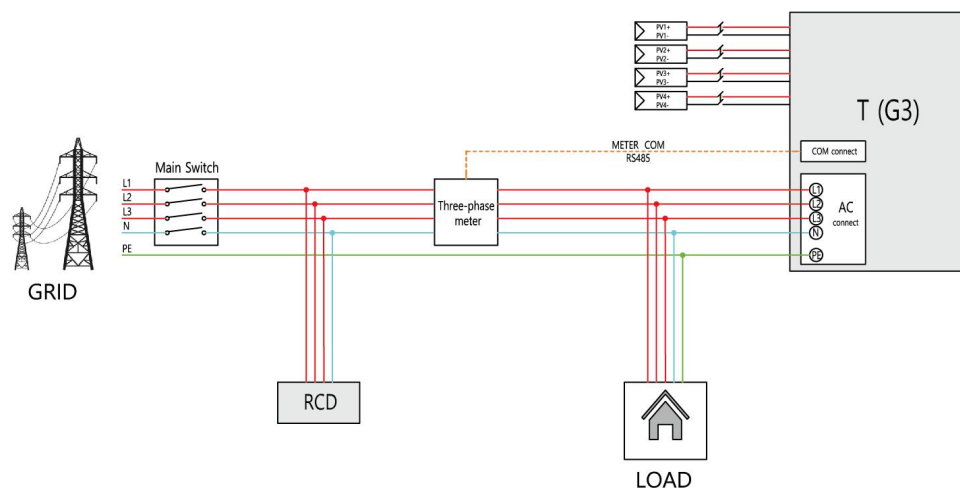 PV1+
PV1-
PV2+
PV2-
PV3+
PV3-
PV4+
PV4-
T (G3)
METER COM
RS485
COM connect
Main Switch
L1
L2
L3
N
PE
Three-phase
meter
L1
L2
L3
N
PE
AC
connect
GRID
RCD
LOAD